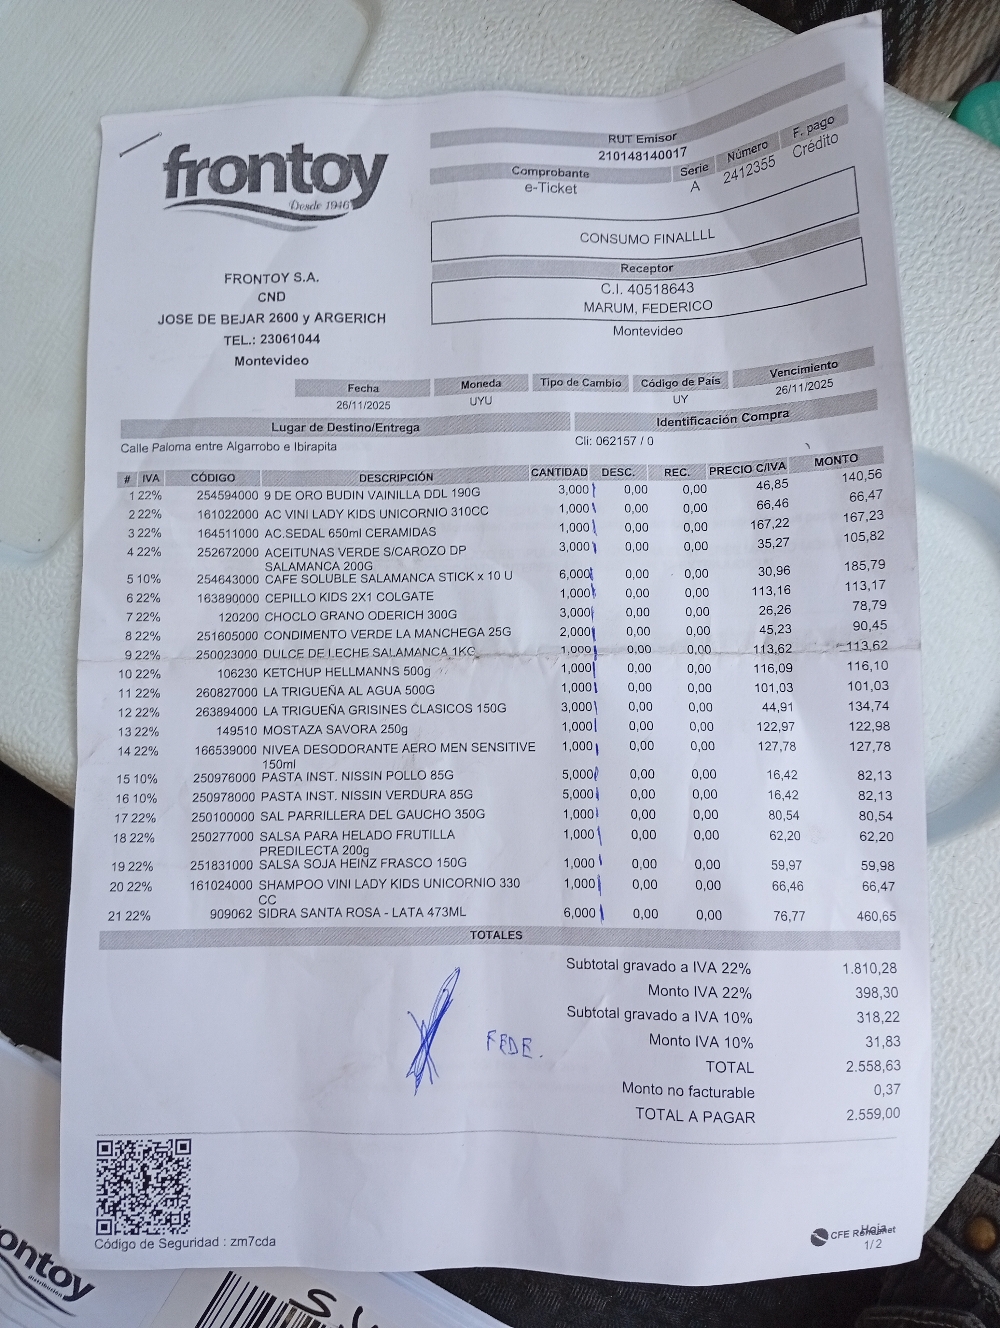 frontoy
Desde 1946
FRONTOY S.A.
CND
JOSE DE BEJAR 2600 y ARGERICH
TEL.: 23061044
Montevideo
RUT Emisor
210148140017
Comprobante Serie Número F. pago
e-Ticket A 2412355 Crédito
CONSUMO FINALLLL
Receptor
C.I. 40518643
MARUM, FEDERICO
Montevideo
Fecha Moneda Tipo de Cambio Código de País Vencimiento
26/11/2025 UYU UY 26/11/2025
Lugar de Destino/Entrega Identificación Compra
Calle Paloma entre Algarrobo e Ibirapita Cli: 062157 / 0
# IVA CÓDIGO DESCRIPCIÓN CANTIDAD DESC. REC. PRECIO C/IVA MONTO
1 22% 254594000 9 DE ORO BUDIN VAINILLA DDL 190G 3,000 0,00 0,00 46,85 140,56
2 22% 161022000 AC VINI LADY KIDS UNICORNIO 310CC 1,000 0,00 0,00 66,46 66,47
3 22% 164511000 AC.SEDAL 650ml CERAMIDAS 1,000 0,00 0,00 167,22 167,23
4 22% 252672000 ACEITUNAS VERDE S/CAROZO DP 3,000 0,00 0,00 35,27 105,82
SALAMANCA 200G
5 10% 254643000 CAFE SOLUBLE SALAMANCA STICK x 10 U 6,000 0,00 0,00 30,96 185,79
6 22% 163890000 CEPILLO KIDS 2X1 COLGATE 1,000 0,00 0,00 113,16 113,17
7 22% 120200 CHOCLO GRANO ODERICH 300G 3,000 0,00 0,00 26,26 78,79
8 22% 251605000 CONDIMENTO VERDE LA MANCHEGA 25G 2,000 0,00 0,00 45,23 90,45
9 22% 250023000 DULCE DE LECHE SALAMANCA 1KG 1,000 0,00 0,00 113,62 113,62
10 22% 106230 KETCHUP HELLMANNS 500g 1,000 0,00 0,00 116,09 116,10
11 22% 260827000 LA TRIGUEÑA AL AGUA 500G 1,000 0,00 0,00 101,03 101,03
12 22% 263894000 LA TRIGUEÑA GRISINES CLASICOS 150G 3,000 0,00 0,00 44,91 134,74
13 22% 149510 MOSTAZA SAVORA 250g 1,000 0,00 0,00 122,97 122,98
14 22% 166539000 NIVEA DESODORANTE AERO MEN SENSITIVE 1,000 0,00 0,00 127,78 127,78
150ml
15 10% 250976000 PASTA INST. NISSIN POLLO 85G 5,000 0,00 0,00 16,42 82,13
16 10% 250978000 PASTA INST. NISSIN VERDURA 85G 5,000 0,00 0,00 16,42 82,13
17 22% 250100000 SAL PARRILLERA DEL GAUCHO 350G 1,000 0,00 0,00 80,54 80,54
18 22% 250277000 SALSA PARA HELADO FRUTILLA 1,000 0,00 0,00 62,20 62,20
PREDILECTA 200g
19 22% 251831000 SALSA SOJA HEINZ FRASCO 150G 1,000 0,00 0,00 59,97 59,98
20 22% 161024000 SHAMPOO VINI LADY KIDS UNICORNIO 330 1,000 0,00 0,00 66,46 66,47
CC
21 22% 909062 SIDRA SANTA ROSA - LATA 473ML 6,000 0,00 0,00 76,77 460,65
TOTALES
Subtotal gravado a IVA 22% 1.810,28
Monto IVA 22% 398,30
Subtotal gravado a IVA 10% 318,22
Monto IVA 10% 31,83
TOTAL 2.558,63
Monto no facturable 0,37
TOTAL A PAGAR 2.559,00
FEDE.
Código de Seguridad : zm7cda
CFE
Hoja
1/2
ontoy
distribución